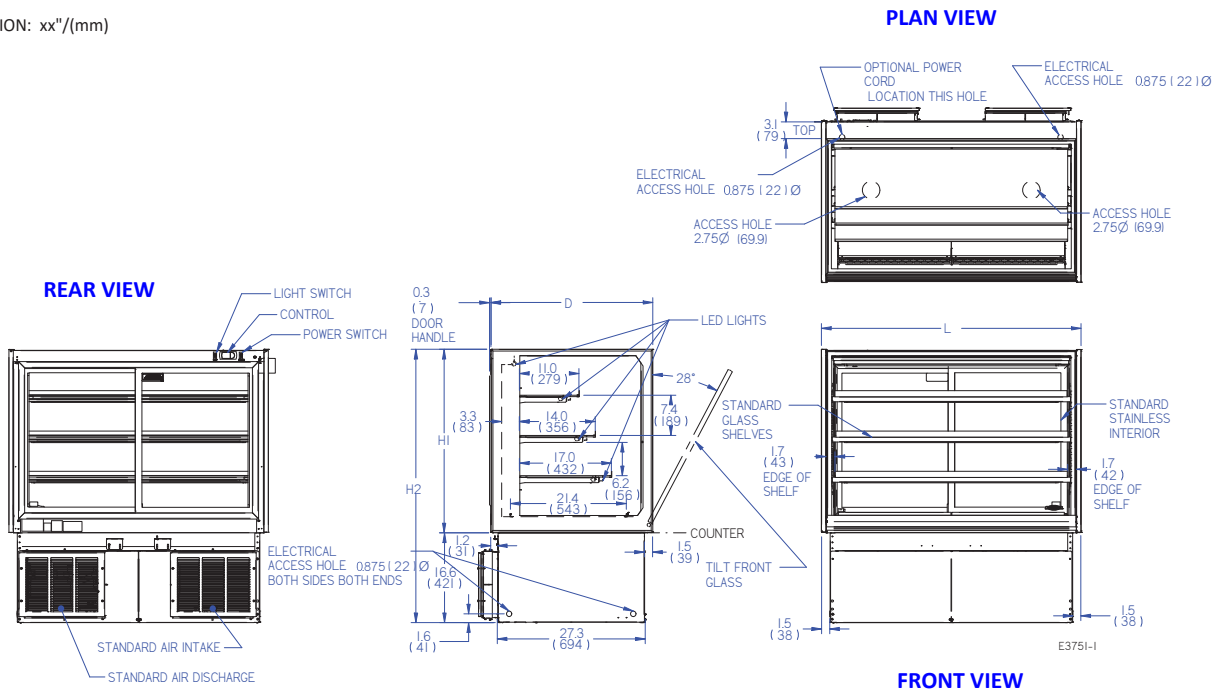 ION: xx"/(mm)
PLAN VIEW
OPTIONAL POWER
CORD
LOCATION THIS HOLE
ELECTRICAL
ACCESS HOLE 0.875 (22) Ø
3.1
(79)
TOP
ELECTRICAL
ACCESS HOLE 0.875 (22) Ø
ACCESS HOLE
2.75Ø (69.9)
ACCESS HOLE
2.75Ø (69.9)
REAR VIEW
LIGHT SWITCH
CONTROL
POWER SWITCH
STANDARD AIR INTAKE
STANDARD AIR DISCHARGE
0.3
(7)
DOOR
HANDLE
D
LED LIGHTS
11.0
(279)
28°
3.3
(83)
14.0
(356)
7.4
(189)
H1
17.0
(432)
6.2
(156)
H2
21.4
(543)
COUNTER
1.2
(31)
1.5
(39)
TILT FRONT
GLASS
ELECTRICAL
ACCESS HOLE 0.875 (22) Ø
BOTH SIDES BOTH ENDS
16.6
(421)
1.6
(41)
27.3
(694)
L
STANDARD
GLASS
SHELVES
STANDARD
STAINLESS
INTERIOR
1.7
(43)
EDGE OF
SHELF
1.7
(42)
EDGE OF
SHELF
1.5
(38)
1.5
(38)
E3751-1
FRONT VIEW